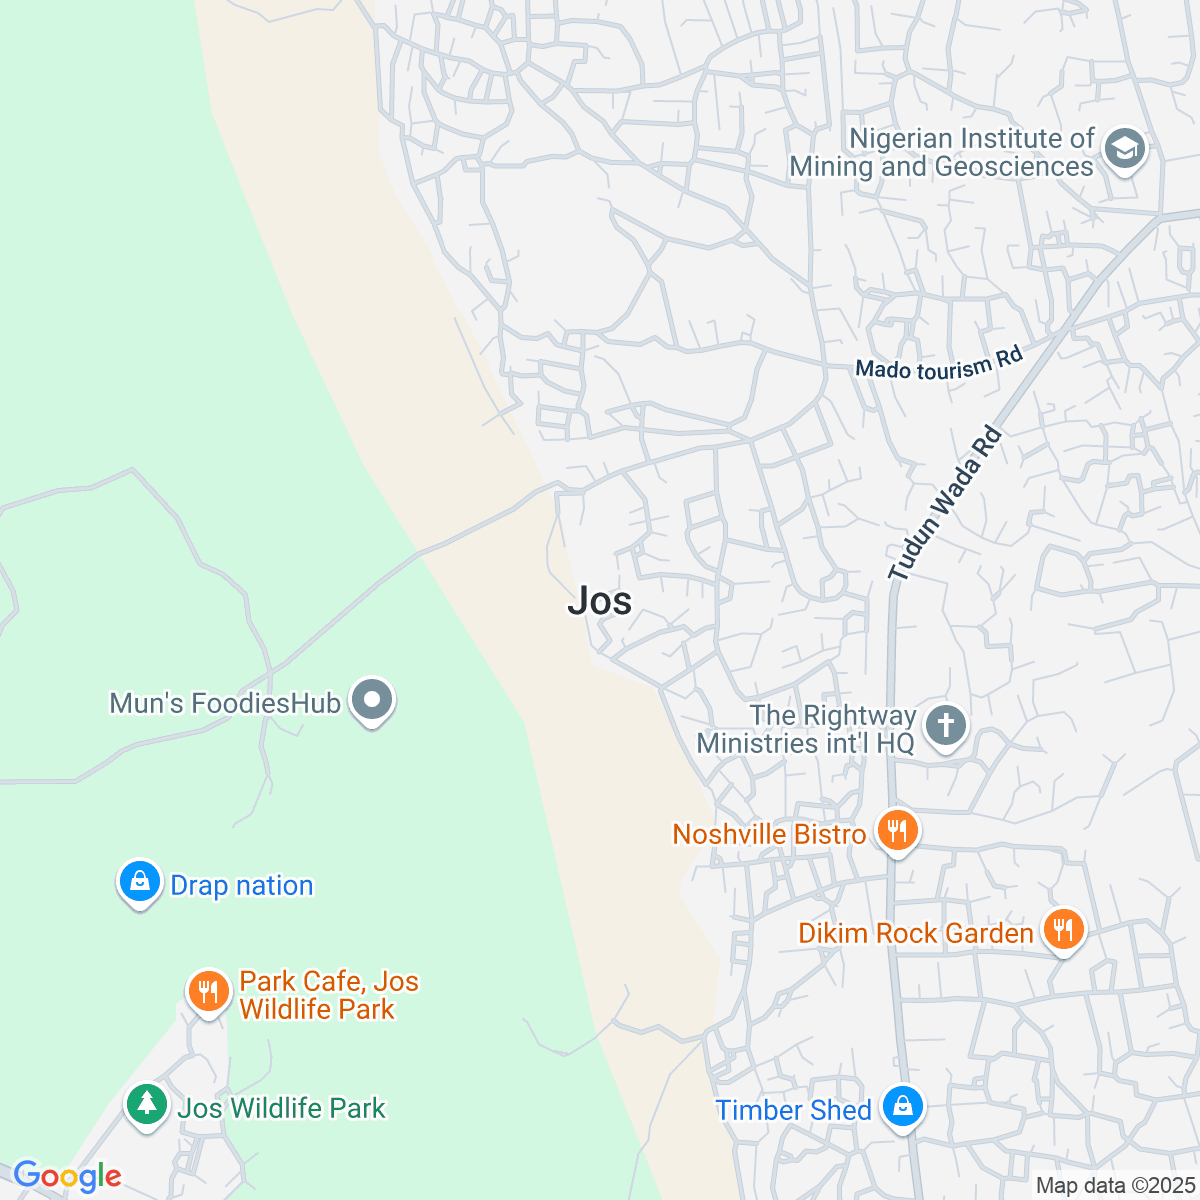 Nigerian Institute of
Mining and Geosciences
Mado tourism Rd
Tudun Wada Rd
Jos
Mun's FoodiesHub
The Rightway
Ministries int'l HQ
Noshville Bistro
Drap nation
Dikim Rock Garden
Park Cafe, Jos
Wildlife Park
Jos Wildlife Park
Timber Shed
Google
Map data ©2025